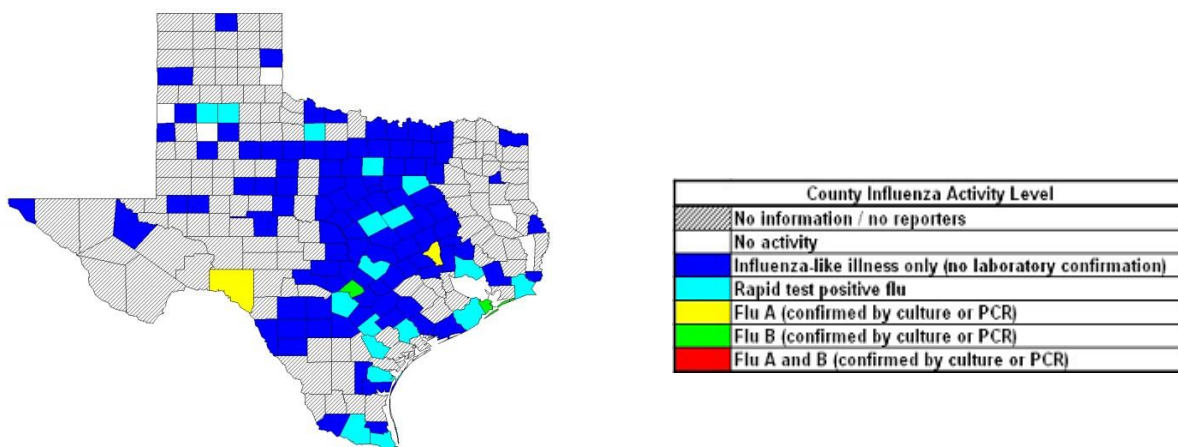 County Influenza Activity Level
No information / no reporters
No activity
Influenza-like illness only (no laboratory confirmation)
Rapid test positive flu
Flu A (confirmed by culture or PCR)
Flu B (confirmed by culture or PCR)
Flu A and B (confirmed by culture or PCR)